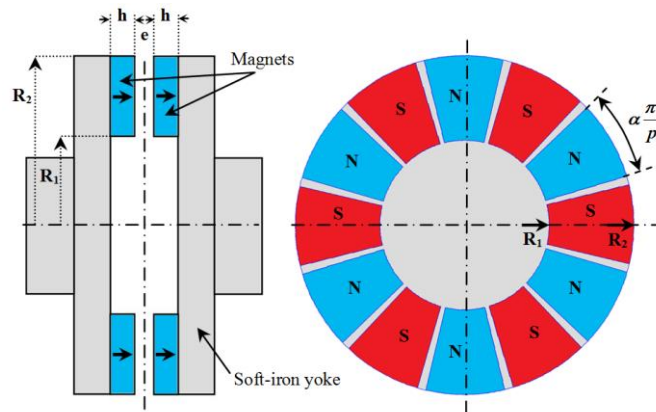 h h
e
Magnets
R2
R1
Soft-iron yoke
N
S S
N N
α π/p
S S
R1 R2
N N
S S
N